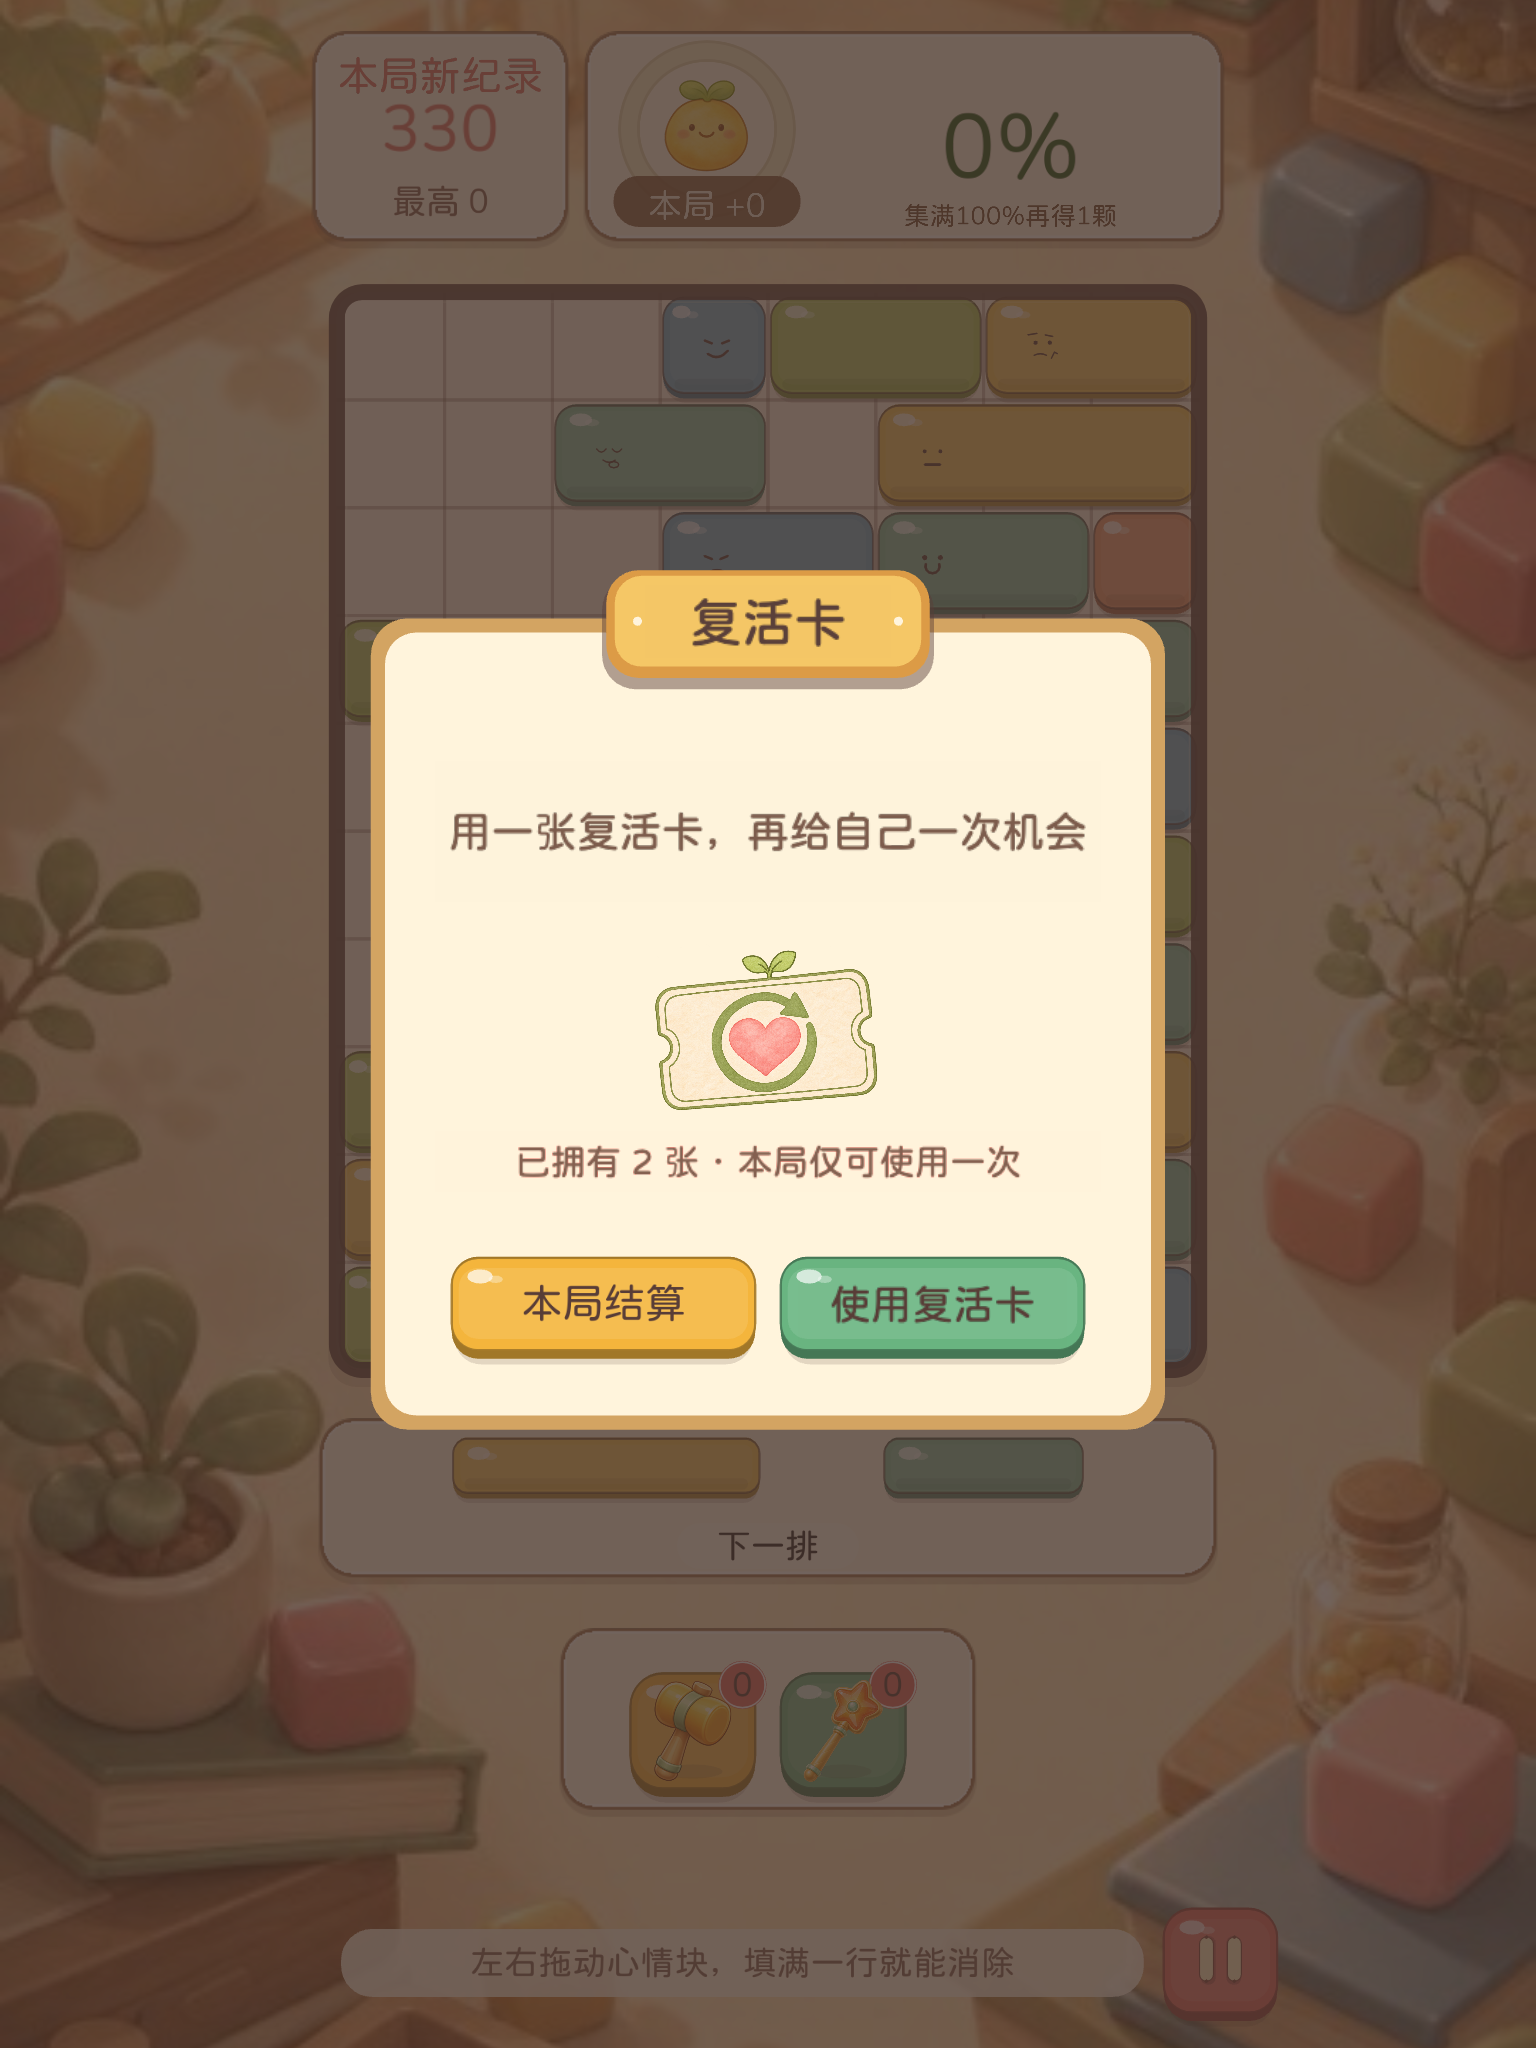 本局新纪录
330
最高 0
本局 +0
0%
集满100%再得1颗
复活卡
用一张复活卡，再给自己一次机会
已拥有 2 张 · 本局仅可使用一次
本局结算
使用复活卡
下一排
0
0
左右拖动心情块，填满一行就能消除